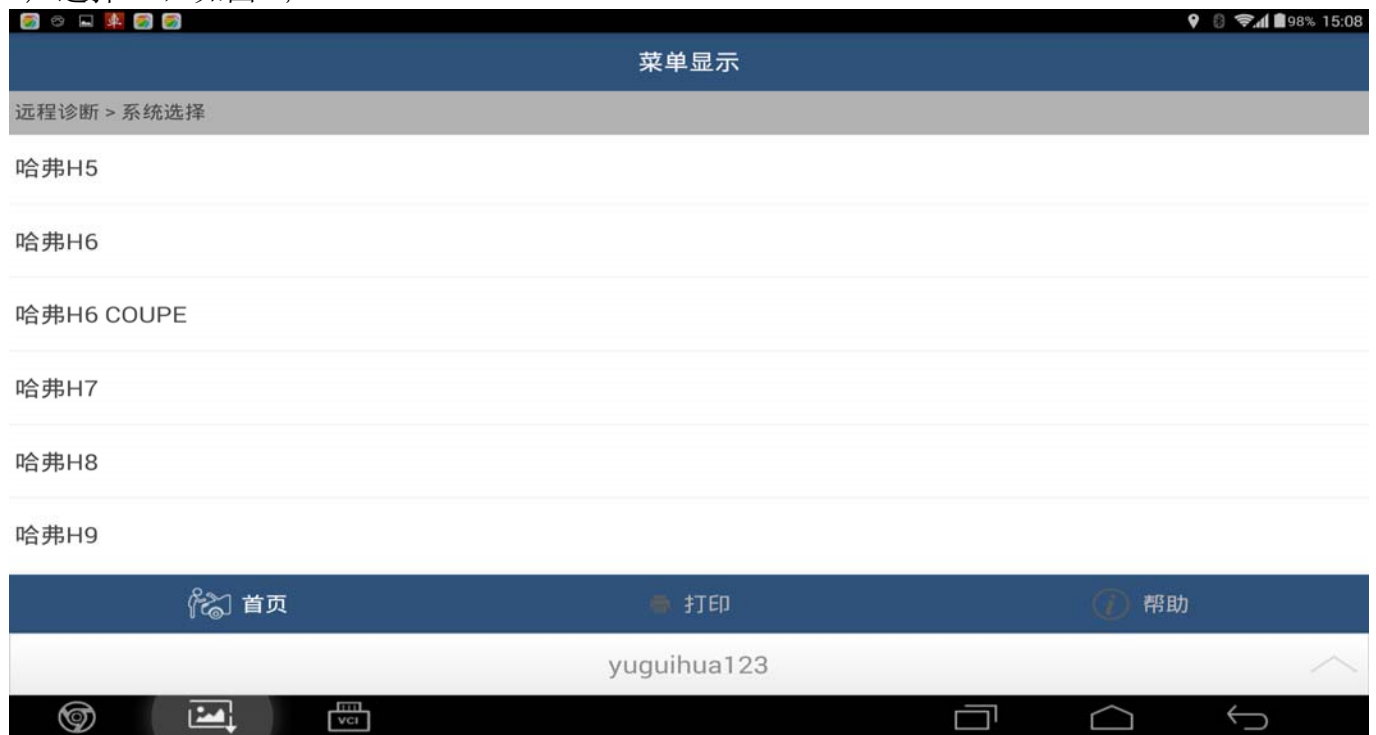 98% 15:08
菜单显示
远程诊断 > 系统选择
哈弗H5
哈弗H6
哈弗H6 COUPE
哈弗H7
哈弗H8
哈弗H9
首页 打印 帮助
yuguihua123
VCI